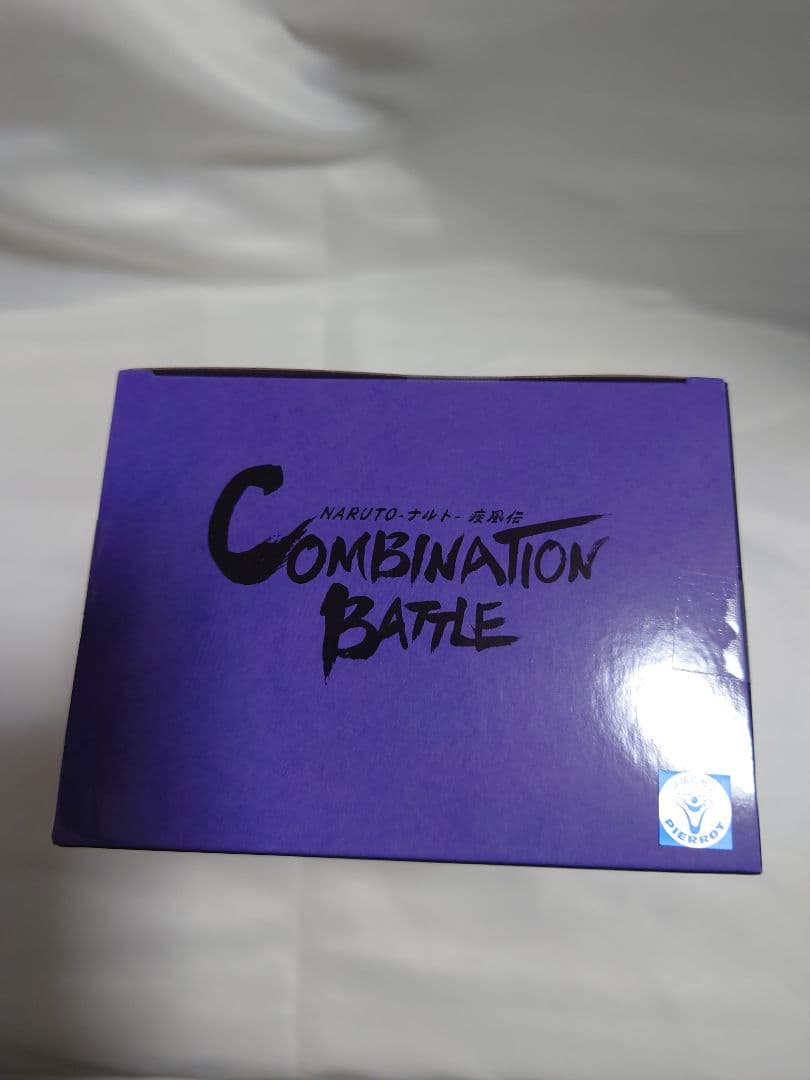 NARUTO-ナルト- 疾風伝
COMBINATION
BATTLE
PIERROT